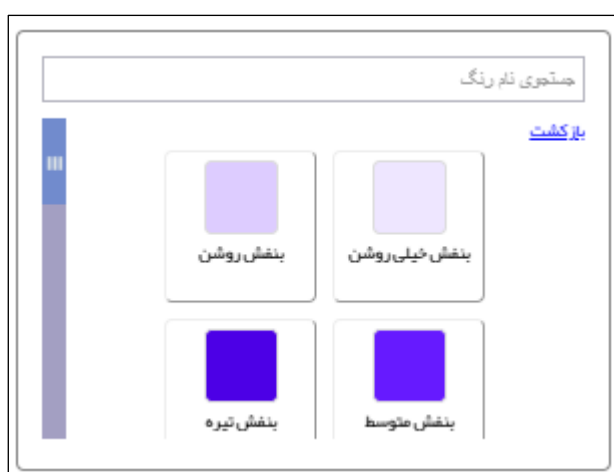 جستجوی نام رنگ
بازگشت
بنفش خیلی روشن
بنفش روشن
بنفش متوسط
بنفش تیره